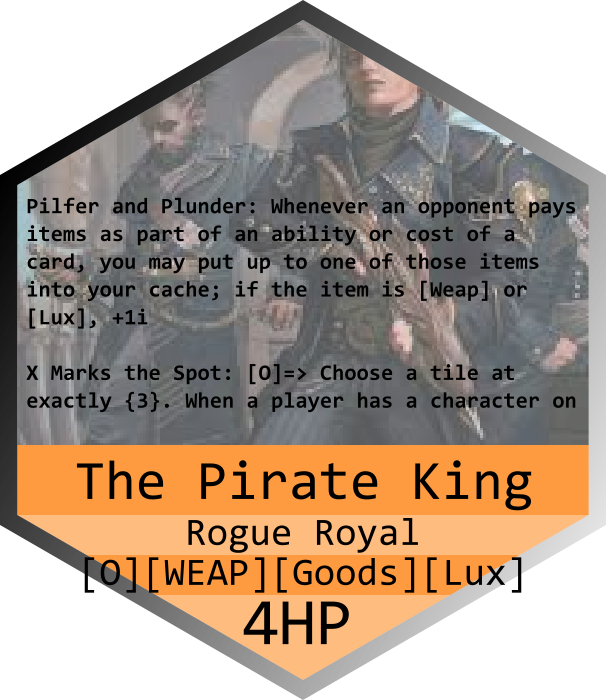 Pilfer and Plunder: Whenever an opponent pays
items as part of an ability or cost of a
card, you may put up to one of those items
into your cache; if the item is [Weap] or
[Lux], +1i
X Marks the Spot: [O]=> Choose a tile at
exactly {3}. When a player has a character on
The Pirate King
Rogue Royal
[O][WEAP][Goods][Lux]
4HP